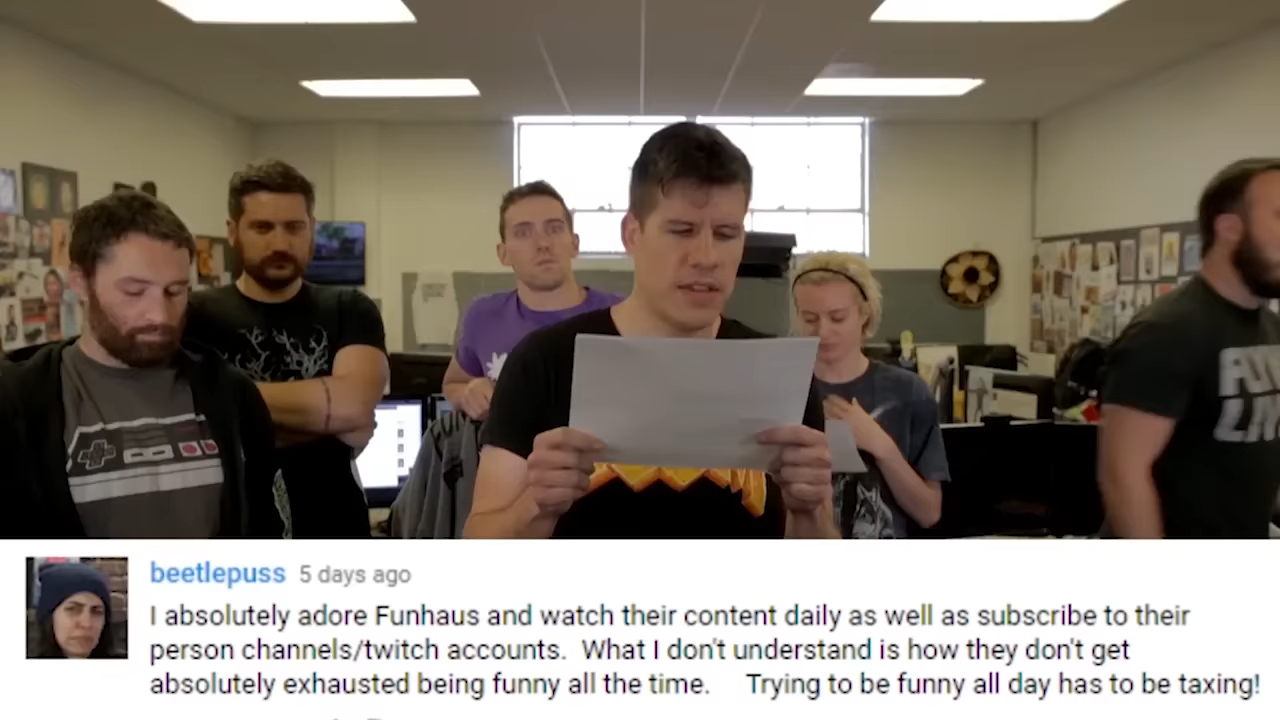 beetlepuss 5 days ago
I absolutely adore Funhaus and watch their content daily as well as subscribe to their
person channels/twitch accounts.  What I don't understand is how they don't get
absolutely exhausted being funny all the time.     Trying to be funny all day has to be taxing!